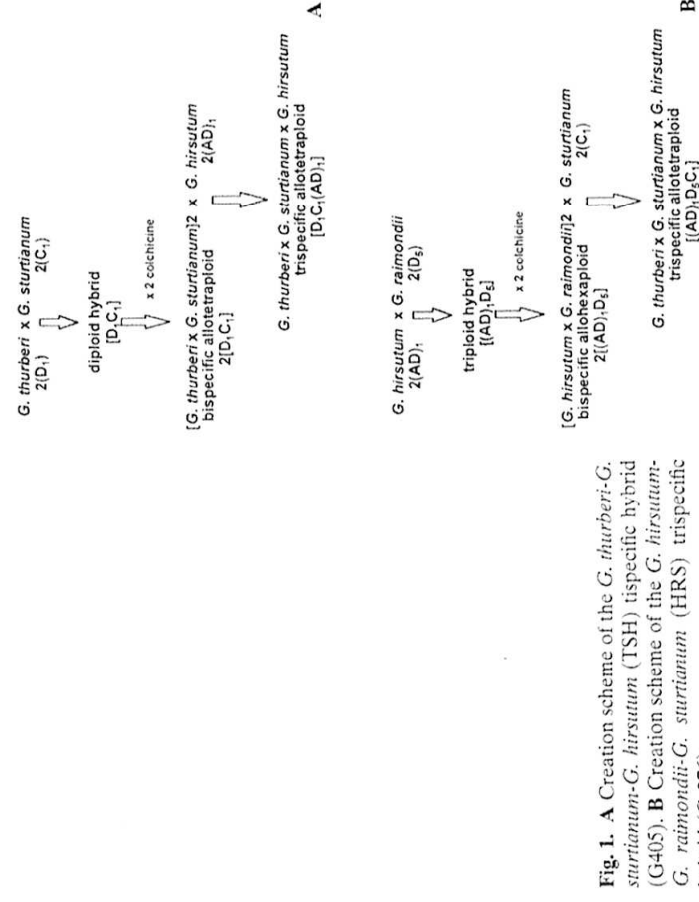 G. thurberi x G. sturtianum
2(D₁) 2(C₁)
diploid hybrid
[D₁C₁]
x 2 colchicine
[G. thurberi x G. sturtianum]2 x G. hirsutum
bispecific allotetraploid 2(AD)₁
2[D₁C₁]
G. thurberi x G. sturtianum x G. hirsutum
trispecific allotetraploid
[D₁C₁(AD)₁]
A
G. hirsutum x G. raimondii
2(AD)₁ 2(D₅)
triploid hybrid
[(AD)₁D₅]
x 2 colchicine
[G. hirsutum x G. raimondii]2 x G. sturtianum
bispecific allohexaploid 2(C₁)
2[(AD)₁D₅]
G. thurberi x G. sturtianum x G. hirsutum
trispecific allotetraploid
[(AD)₁D₅C₁]
B
Fig. 1. A Creation scheme of the G. thurberi-G.
sturtianum-G. hirsutum (TSH) tispecific hybrid
(G405). B Creation scheme of the G. hirsutum-
G. raimondii-G. sturtianum (HRS) trispecific